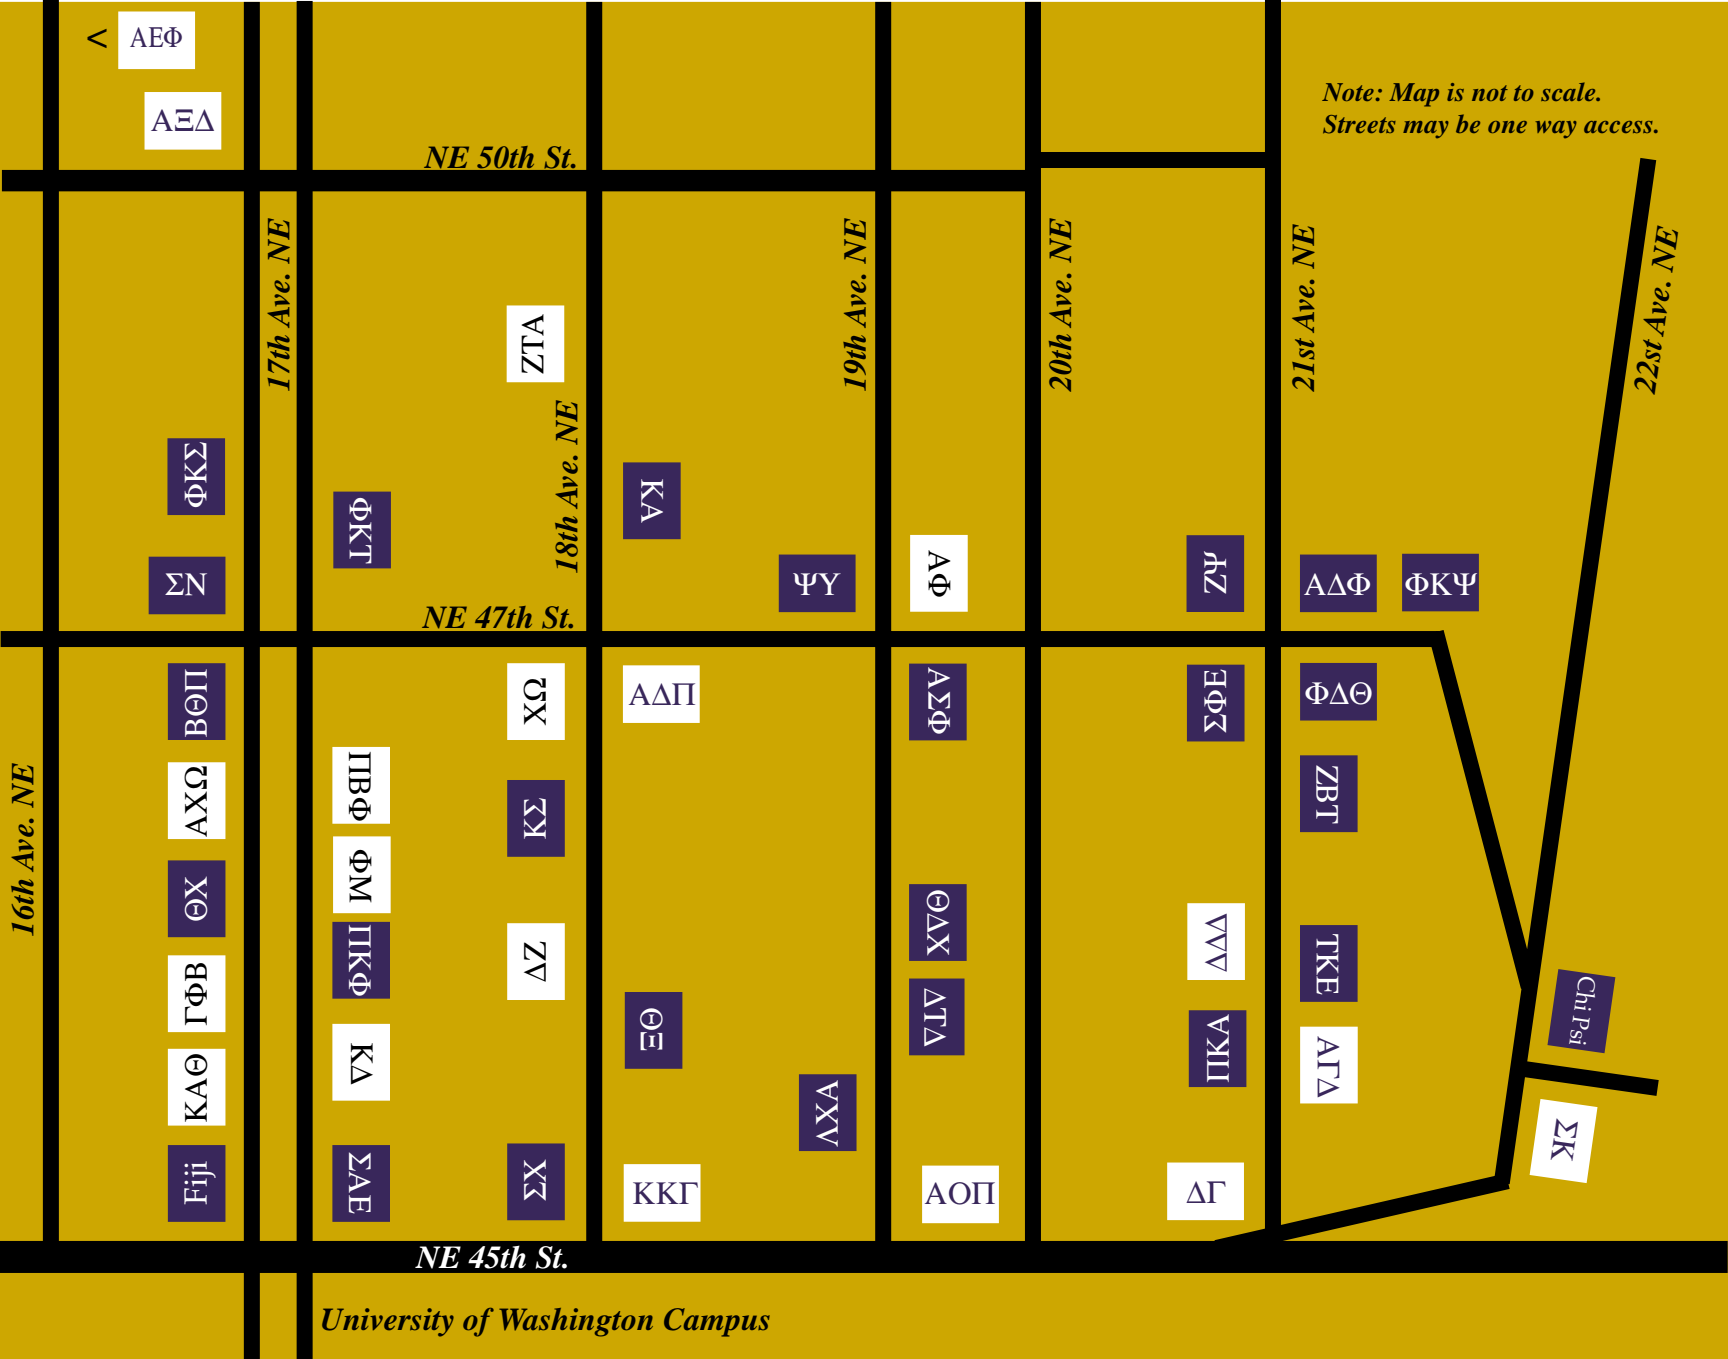 <
ΑΕΦ
ΑΞΔ
Note: Map is not to scale.
Streets may be one way access.
NE 50th St.
17th Ave. NE
19th Ave. NE
20th Ave. NE
21st Ave. NE
22st Ave. NE
ΖΤΑ
18th Ave. NE
ΦΚΣ
ΦΚΤ
ΚΑ
ΣΝ
ΨΥ
ΑΦ
ΖΨ
ΑΔΦ
ΦΚΨ
NE 47th St.
ΒΘΠ
ΧΩ
ΑΔΠ
ΑΣΦ
ΣΦΕ
ΦΔΘ
16th Ave. NE
ΑΧΩ
ΠΒΦ
ΚΣ
ΖΒΤ
ΘΧ
ΦΜ
ΘΔΧ
ΔΔΔ
ΠΚΦ
ΔΖ
ΤΚΕ
ΓΦΒ
ΘΞ
ΔΤΔ
ΠΚΑ
Chi Psi
ΚΑΘ
ΚΔ
ΑΓΔ
ΛΧΑ
ΣΚ
Fiji
ΣΑΕ
ΣΧ
ΚΚΓ
ΑΟΠ
ΔΓ
NE 45th St.
University of Washington Campus